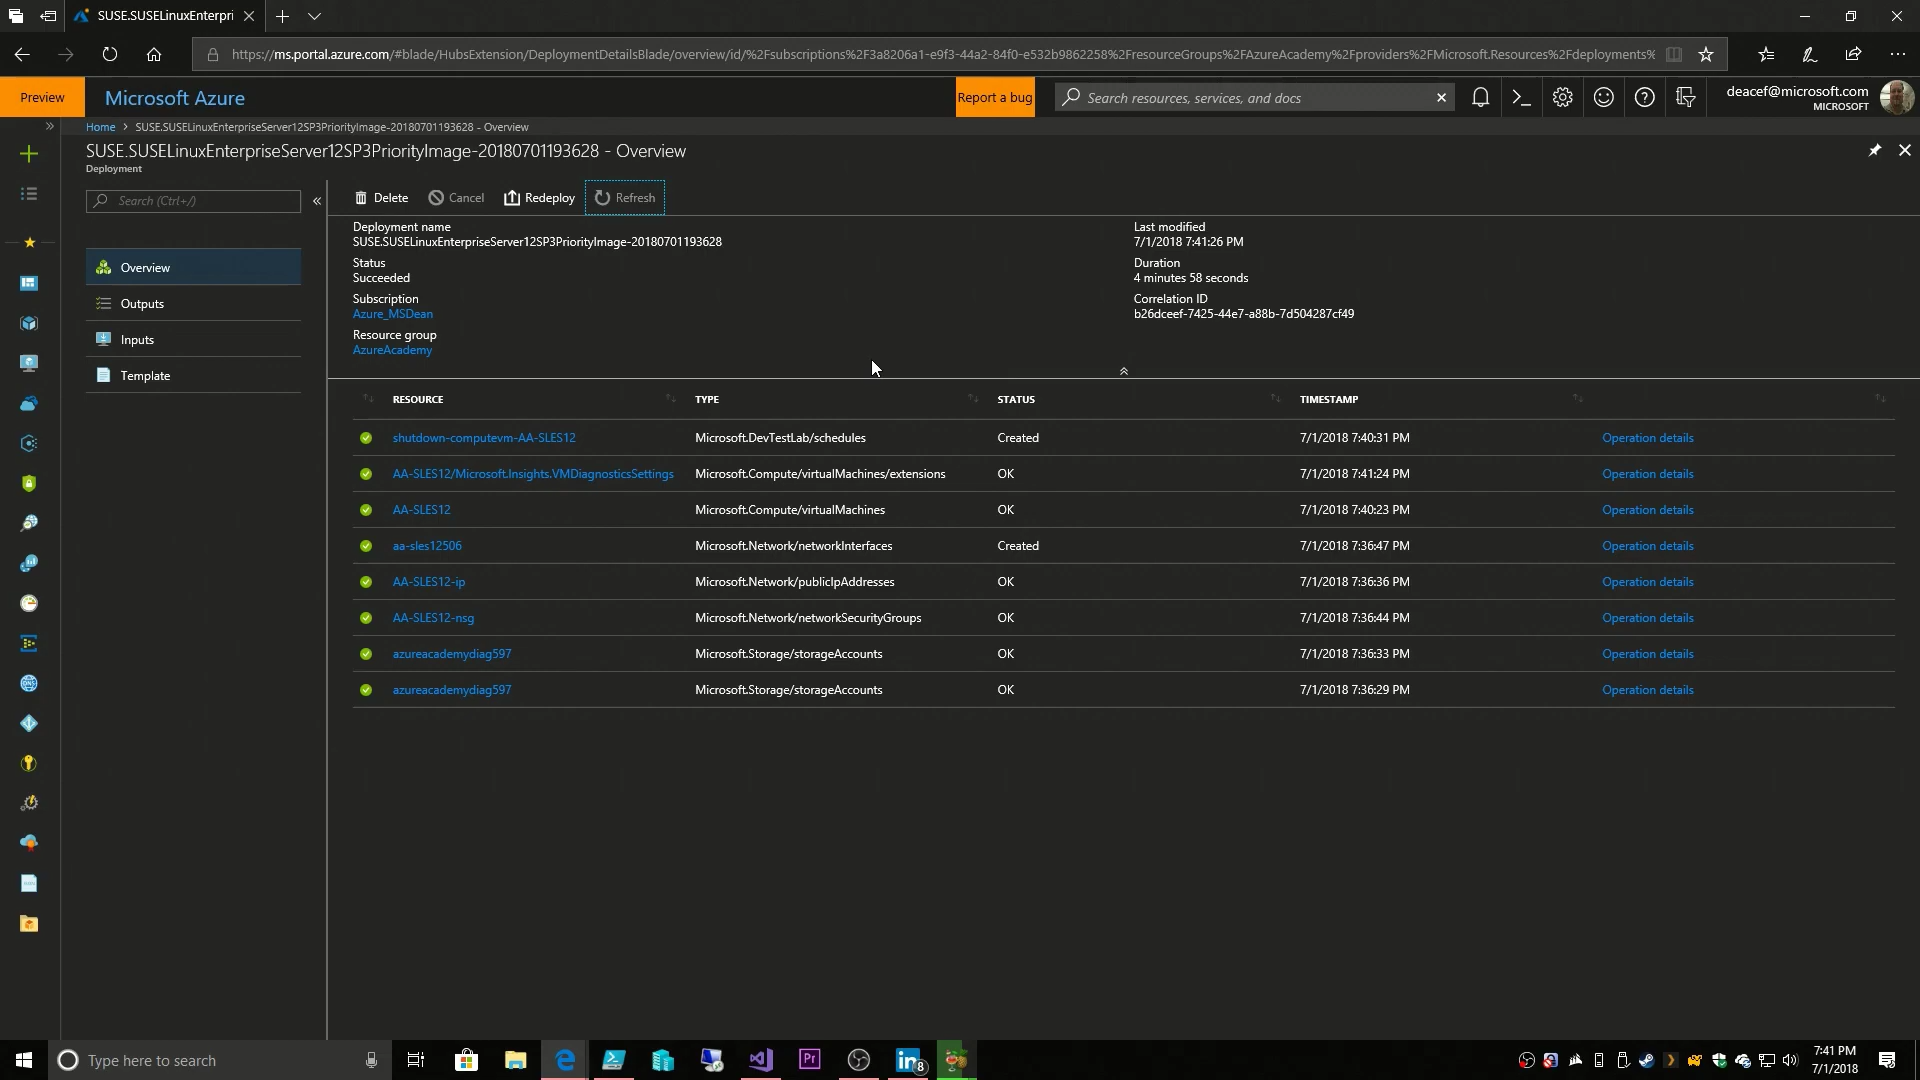 SUSE.SUSELinuxEnterpri
https://ms.portal.azure.com/#blade/HubsExtension/DeploymentDetailsBlade/overview/id/%2Fsubscriptions%2F3a8206a1-e9f3-44a2-84f0-e532b9862258%2FresourceGroups%2FAzureAcademy%2Fproviders%2FMicrosoft.Resources%2Fdeployments%
Preview
Microsoft Azure
Report a bug
Search resources, services, and docs
deacef@microsoft.com
MICROSOFT
Home > SUSE.SUSELinuxEnterpriseServer12SP3PriorityImage-20180701193628 - Overview
SUSE.SUSELinuxEnterpriseServer12SP3PriorityImage-20180701193628 - Overview
Deployment
Search (Ctrl+/)
Overview
Outputs
Inputs
Template
Delete Cancel Redeploy Refresh
Deployment name
SUSE.SUSELinuxEnterpriseServer12SP3PriorityImage-20180701193628
Status
Succeeded
Subscription
Azure_MSDean
Resource group
AzureAcademy
Last modified
7/1/2018 7:41:26 PM
Duration
4 minutes 58 seconds
Correlation ID
b26dceef-7425-44e7-a88b-7d504287cf49
RESOURCE TYPE STATUS TIMESTAMP
shutdown-computevm-AA-SLES12 Microsoft.DevTestLab/schedules Created 7/1/2018 7:40:31 PM Operation details
AA-SLES12/Microsoft.Insights.VMDiagnosticsSettings Microsoft.Compute/virtualMachines/extensions OK 7/1/2018 7:41:24 PM Operation details
AA-SLES12 Microsoft.Compute/virtualMachines OK 7/1/2018 7:40:23 PM Operation details
aa-sles12506 Microsoft.Network/networkInterfaces Created 7/1/2018 7:36:47 PM Operation details
AA-SLES12-ip Microsoft.Network/publicIpAddresses OK 7/1/2018 7:36:36 PM Operation details
AA-SLES12-nsg Microsoft.Network/networkSecurityGroups OK 7/1/2018 7:36:44 PM Operation details
azureacademydiag597 Microsoft.Storage/storageAccounts OK 7/1/2018 7:36:33 PM Operation details
azureacademydiag597 Microsoft.Storage/storageAccounts OK 7/1/2018 7:36:29 PM Operation details
Type here to search
Pr
in
8
7:41 PM
7/1/2018